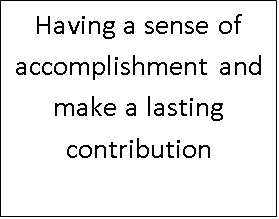 Having a sense of
accomplishment and
make a lasting
contribution